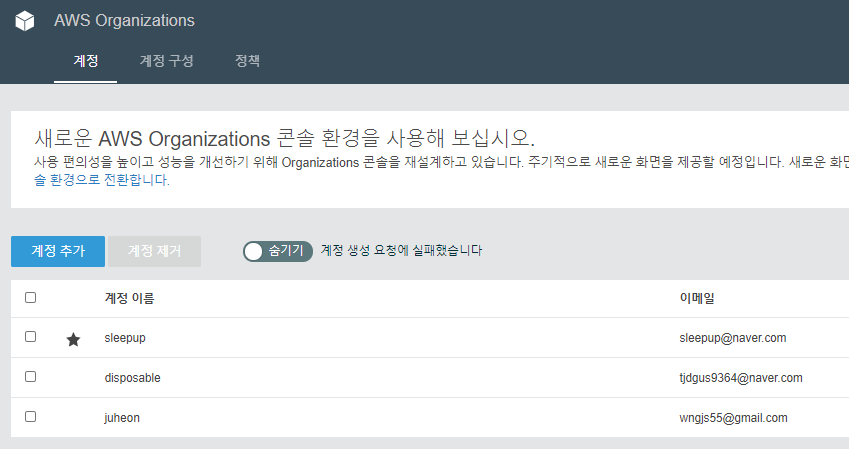 AWS Organizations
계정 계정 구성 정책
새로운 AWS Organizations 콘솔 환경을 사용해 보십시오.
사용 편의성을 높이고 성능을 개선하기 위해 Organizations 콘솔을 재설계하고 있습니다. 주기적으로 새로운 화면을 제공할 예정입니다. 새로운 화면
솔 환경으로 전환합니다.
계정 추가 계정 제거 숨기기 계정 생성 요청에 실패했습니다
계정 이름 이메일
sleepup sleepup@naver.com
disposable tjdgus9364@naver.com
juheon wngjs55@gmail.com